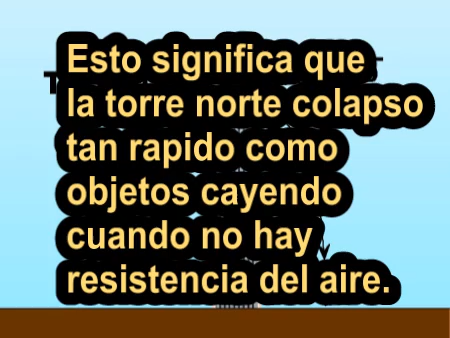 Esto significa que
la torre norte colapso
tan rapido como
objetos cayendo
cuando no hay
resistencia del aire.